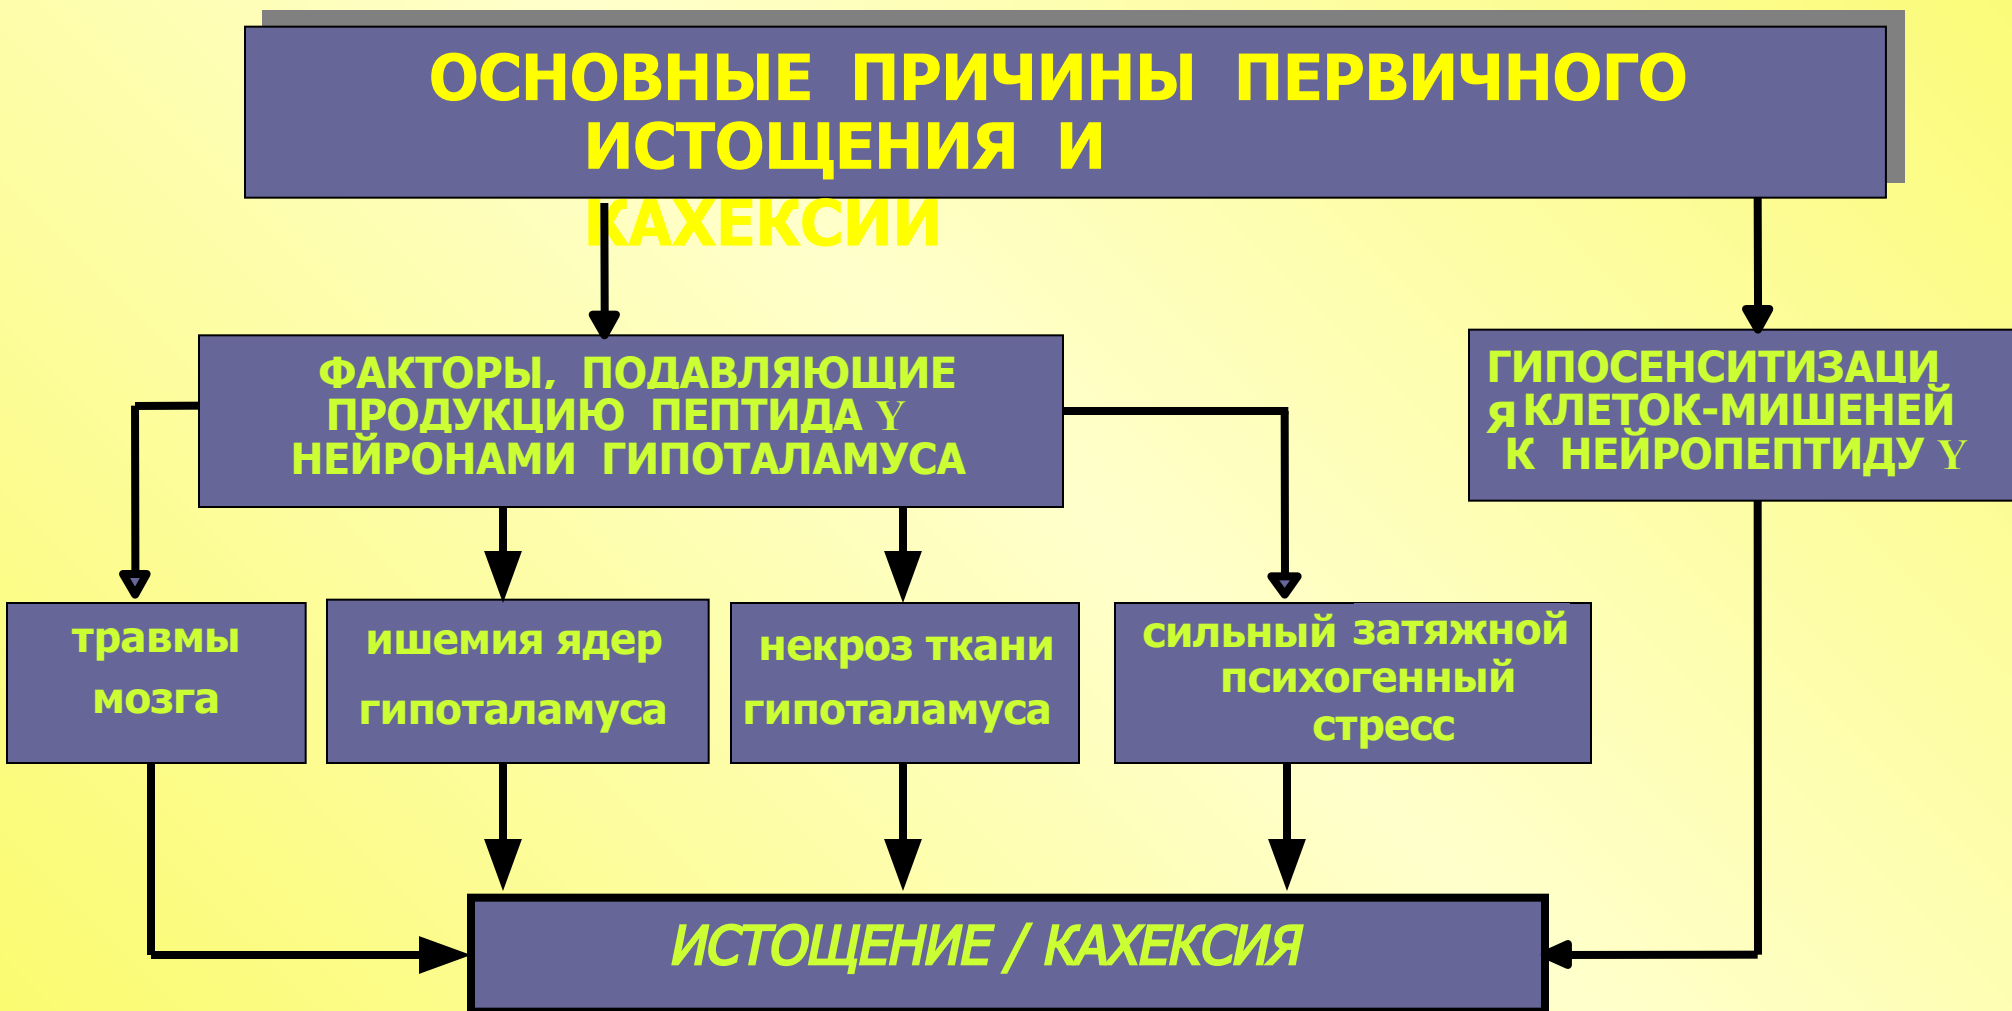 ОСНОВНЫЕ ПРИЧИНЫ ПЕРВИЧНОГО
ИСТОЩЕНИЯ И
КАХЕКСИИ
ФАКТОРЫ, ПОДАВЛЯЮЩИЕ
ПРОДУКЦИЮ ПЕПТИДА Y
НЕЙРОНАМИ ГИПОТАЛАМУСА
ГИПОСЕНСИТИЗАЦИ
Я КЛЕТОК-МИШЕНЕЙ
К НЕЙРОПЕПТИДУ Y
травмы
мозга
ишемия ядер
гипоталамуса
некроз ткани
гипоталамуса
сильный затяжной
психогенный
стресс
ИСТОЩЕНИЕ / КАХЕКСИЯ